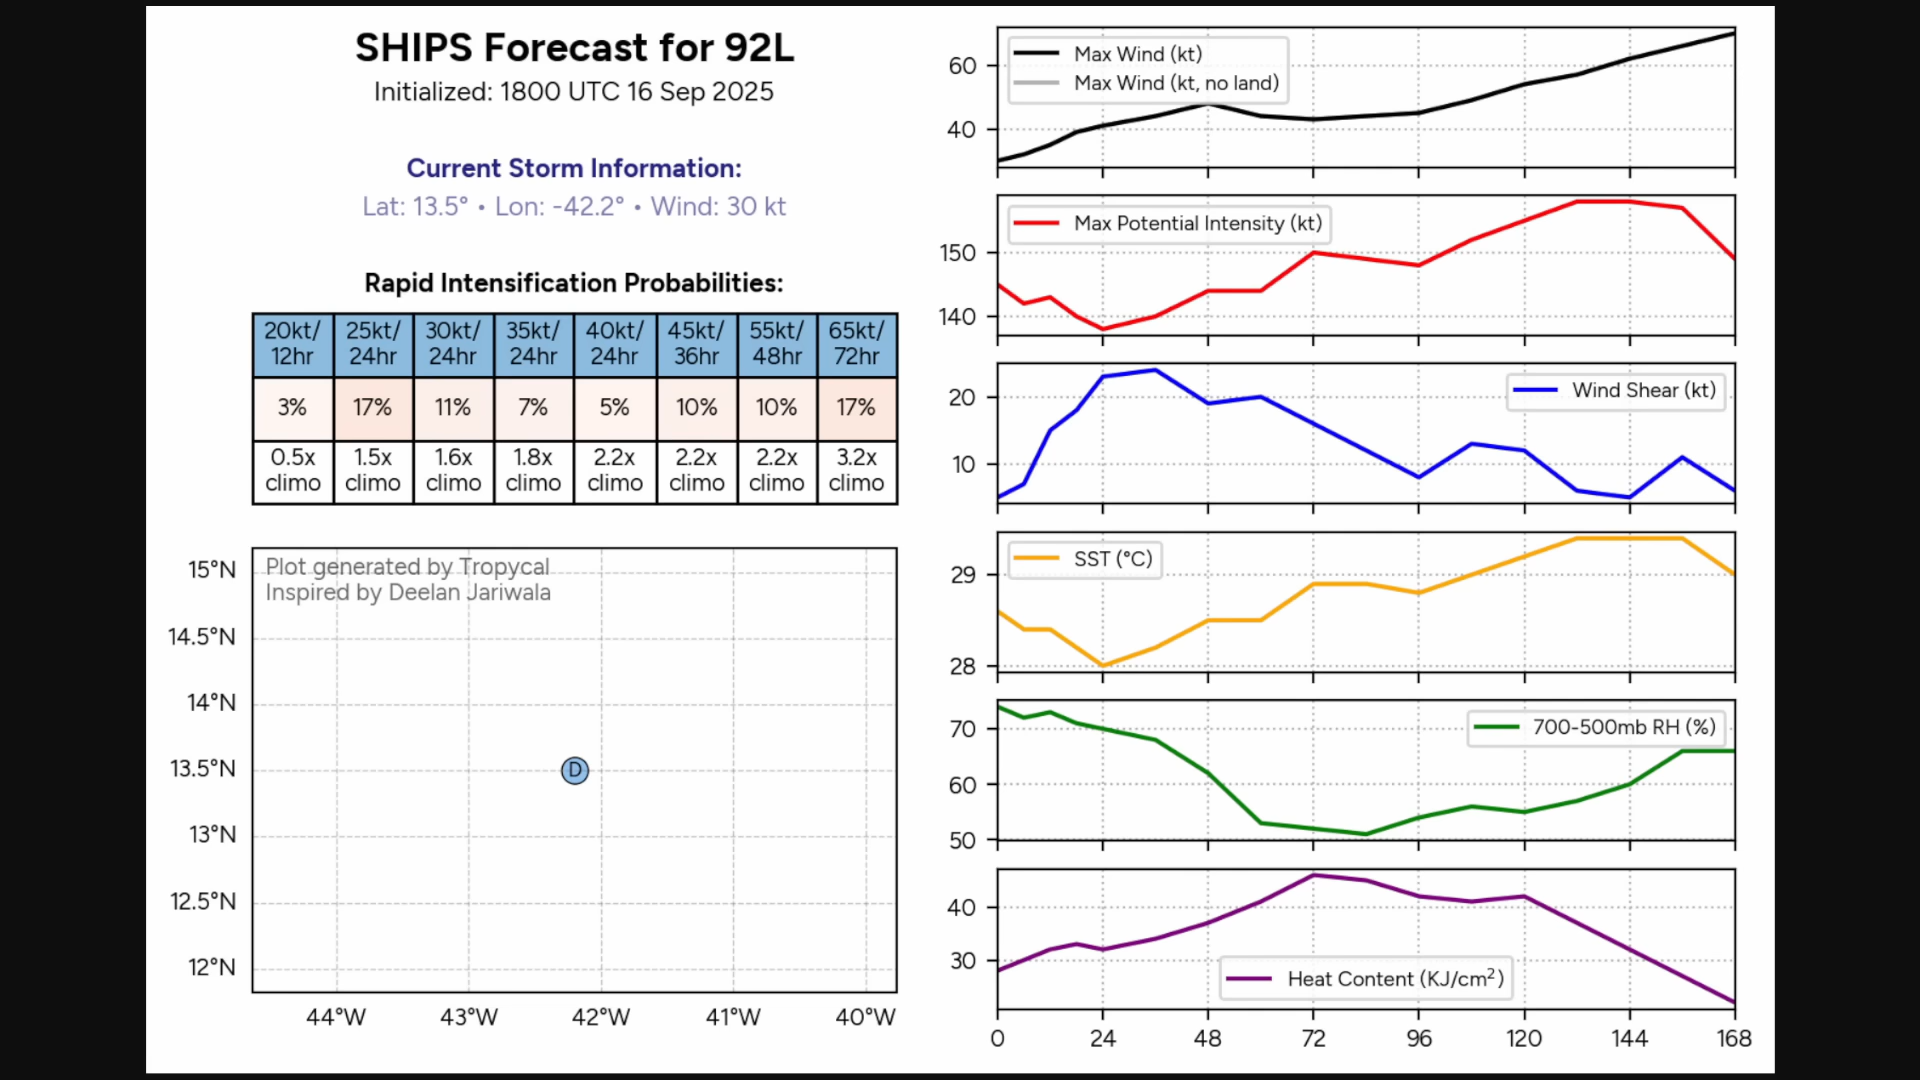 SHIPS Forecast for 92L
Initialized: 1800 UTC 16 Sep 2025
Current Storm Information:
Lat: 13.5° • Lon: -42.2° • Wind: 30 kt
Rapid Intensification Probabilities:
20kt/ 25kt/ 30kt/ 35kt/ 40kt/ 45kt/ 55kt/ 65kt/
12hr 24hr 24hr 24hr 24hr 36hr 48hr 72hr
3% 17% 11% 7% 5% 10% 10% 17%
0.5x 1.5x 1.6x 1.8x 2.2x 2.2x 2.2x 3.2x
climo climo climo climo climo climo climo climo
Plot generated by Tropycal
Inspired by Deelan Jariwala
15°N
14.5°N
14°N
13.5°N
D
13°N
12.5°N
12°N
44°W 43°W 42°W 41°W 40°W
Max Wind (kt)
Max Wind (kt, no land)
60
40
Max Potential Intensity (kt)
150
140
Wind Shear (kt)
20
10
SST (°C)
29
28
700-500mb RH (%)
70
60
50
40
30
Heat Content (KJ/cm²)
0 24 48 72 96 120 144 168